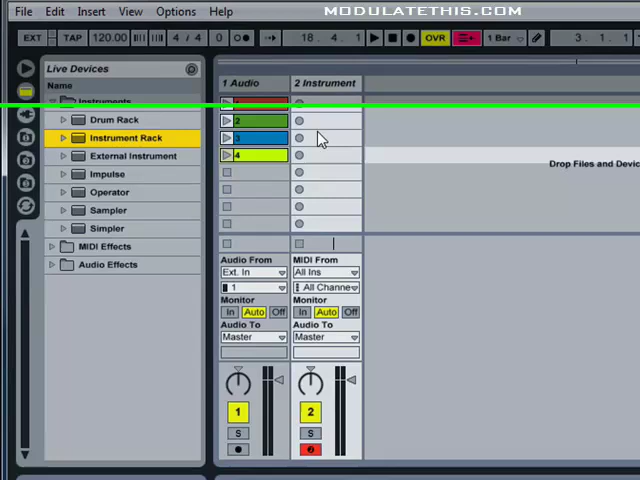 File Edit Insert View Options Help
MODULATETHIS.COM
EXT TAP 120.00 4 / 4 0 18 . 4 . 1 OVR 1 Bar 3 . 1 .
Live Devices
Name
Instruments
Drum Rack
Instrument Rack
External Instrument
Impulse
Operator
Sampler
Simpler
MIDI Effects
Audio Effects
1 Audio 2 Instrument
1
2
3
4
Drop Files and Devic
Audio From MIDI From
Ext. In All Ins
1 All Channe
Monitor Monitor
In Auto Off In Auto Off
Audio To Audio To
Master Master
1 2
S S